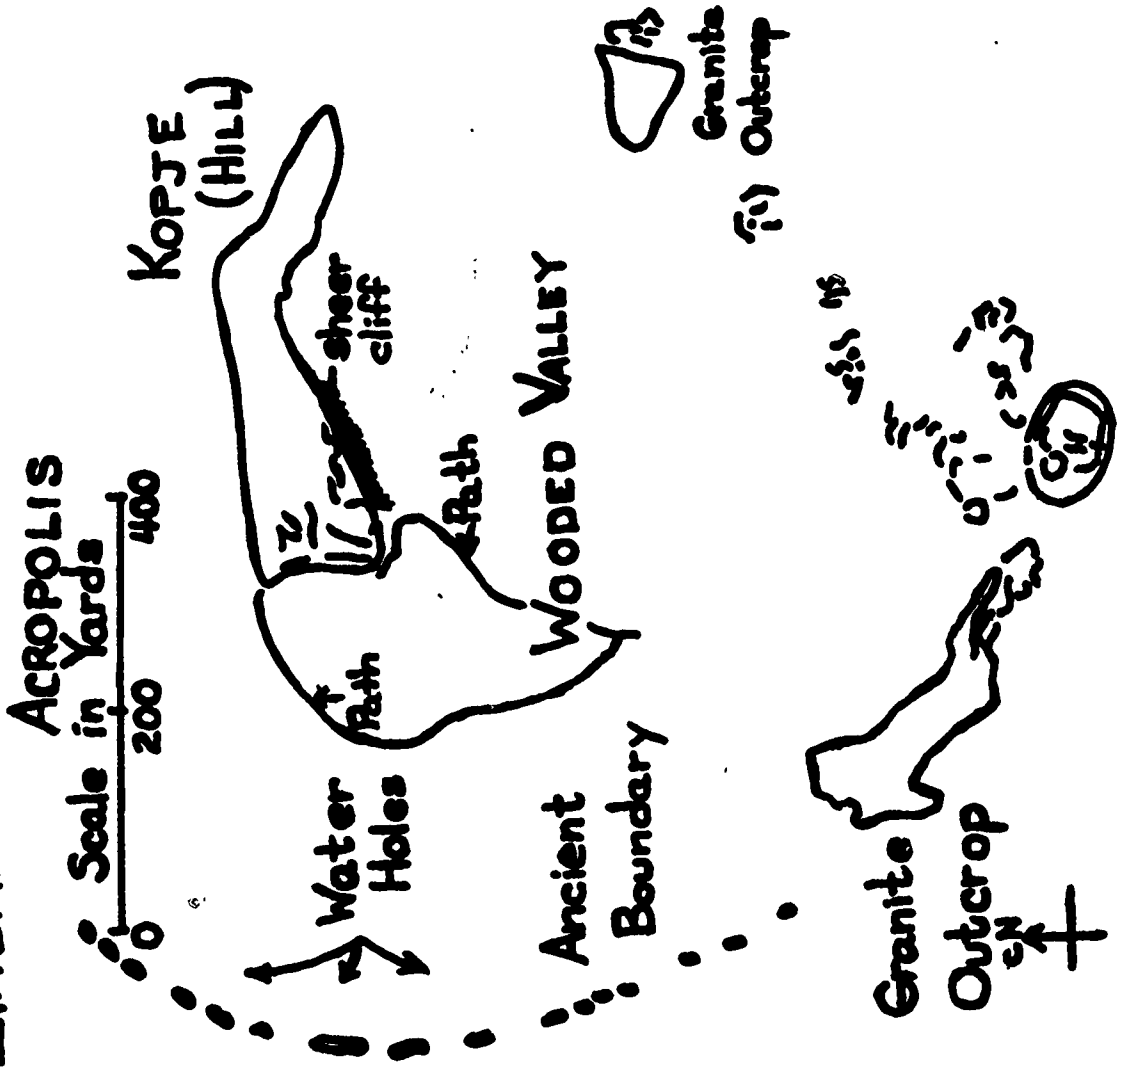 ACROPOLIS
Scale in Yards
0 200 400
KOPJE
(HILL)
Water
Holes
Path
sheer
cliff
Path
WOODED VALLEY
Ancient
Boundary
Granite
Outcrop
Granite
Outcrop
N